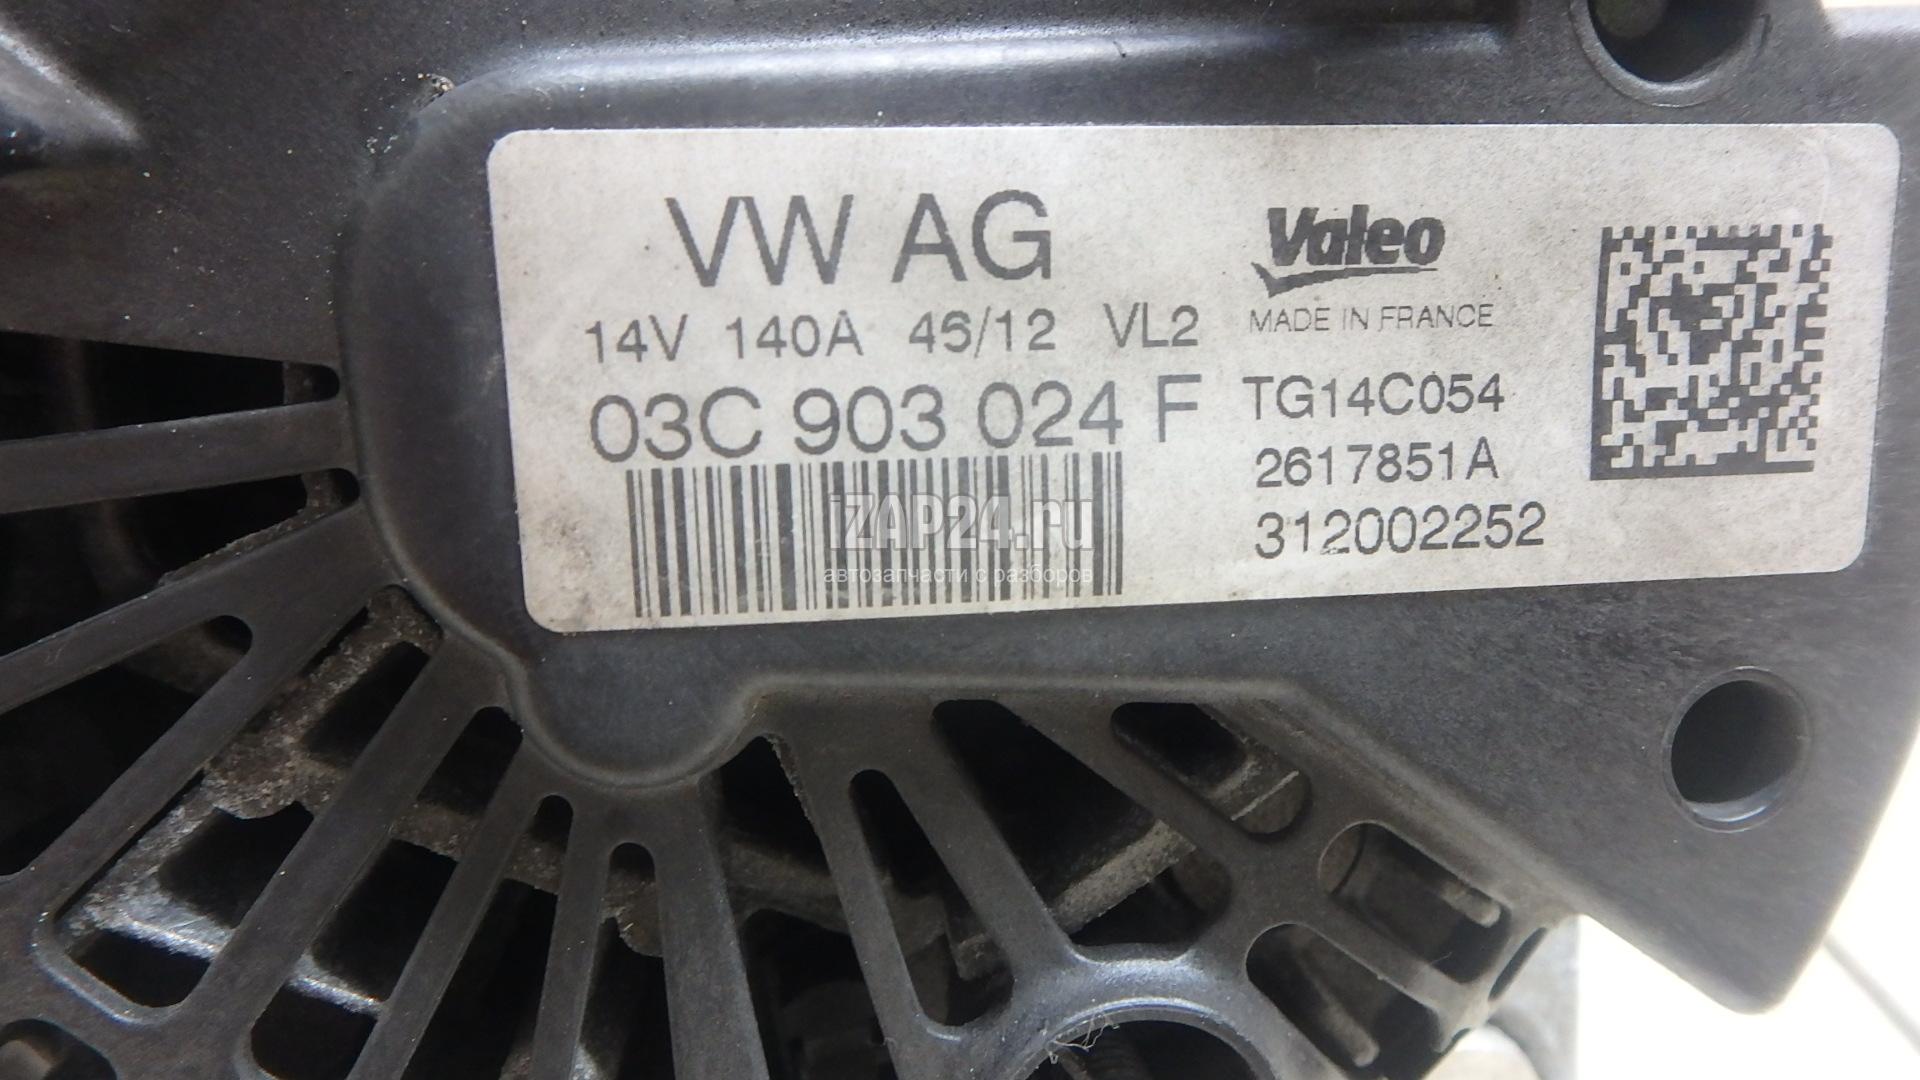 VW AG
Valeo
14V 140A 46/12 VL2
MADE IN FRANCE
03C 903 024 F
TG14C054
2617851A
312002252
iZAP24.ru
автозапчасти с разборов